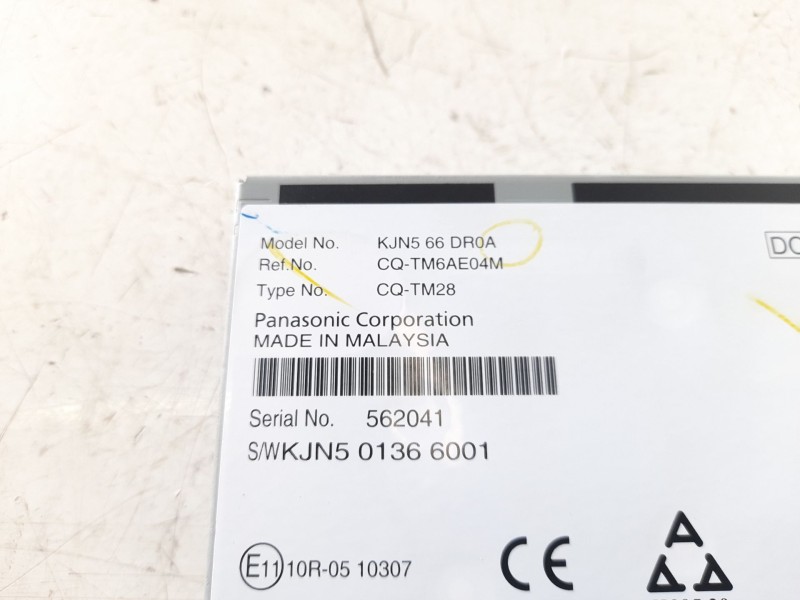 Model No. KJN5 66 DR0A
Ref.No. CQ-TM6AE04M
Type No. CQ-TM28
Panasonic Corporation
MADE IN MALAYSIA
Serial No. 562041
S/WKJN5 0136 6001
E11 10R-05 10307
CE